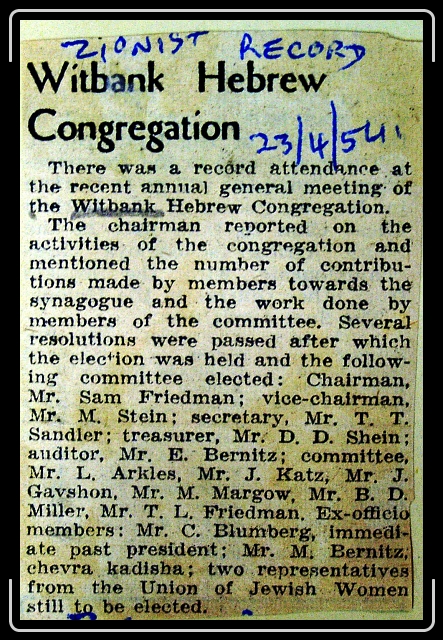 ZIONIST RECORD
Witbank Hebrew
Congregation
23/4/54
There was a record attendance at
the recent annual general meeting of
the Witbank Hebrew Congregation.
The chairman reported on the
activities of the congregation and
mentioned the number of contribu-
tions made by members towards the
synagogue and the work done by
members of the committee. Several
resolutions were passed after which
the election was held and the follow-
ing committee elected: Chairman,
Mr. Sam Friedman; vice-chairman,
Mr. M. Stein; secretary, Mr. T. T.
Sandler; treasurer, Mr. D. D. Shein;
auditor, Mr. E. Bernitz; committee,
Mr. L. Arkles, Mr. J. Katz, Mr. J.
Gavshon, Mr. M. Margow, Mr. B. D.
Miller, Mr. T. L. Friedman, Ex-officio
members: Mr. C. Blumberg, immedi-
ate past president; Mr. M. Bernitz,
chevra kadisha; two representatives
from the Union of Jewish Women
still to be elected.